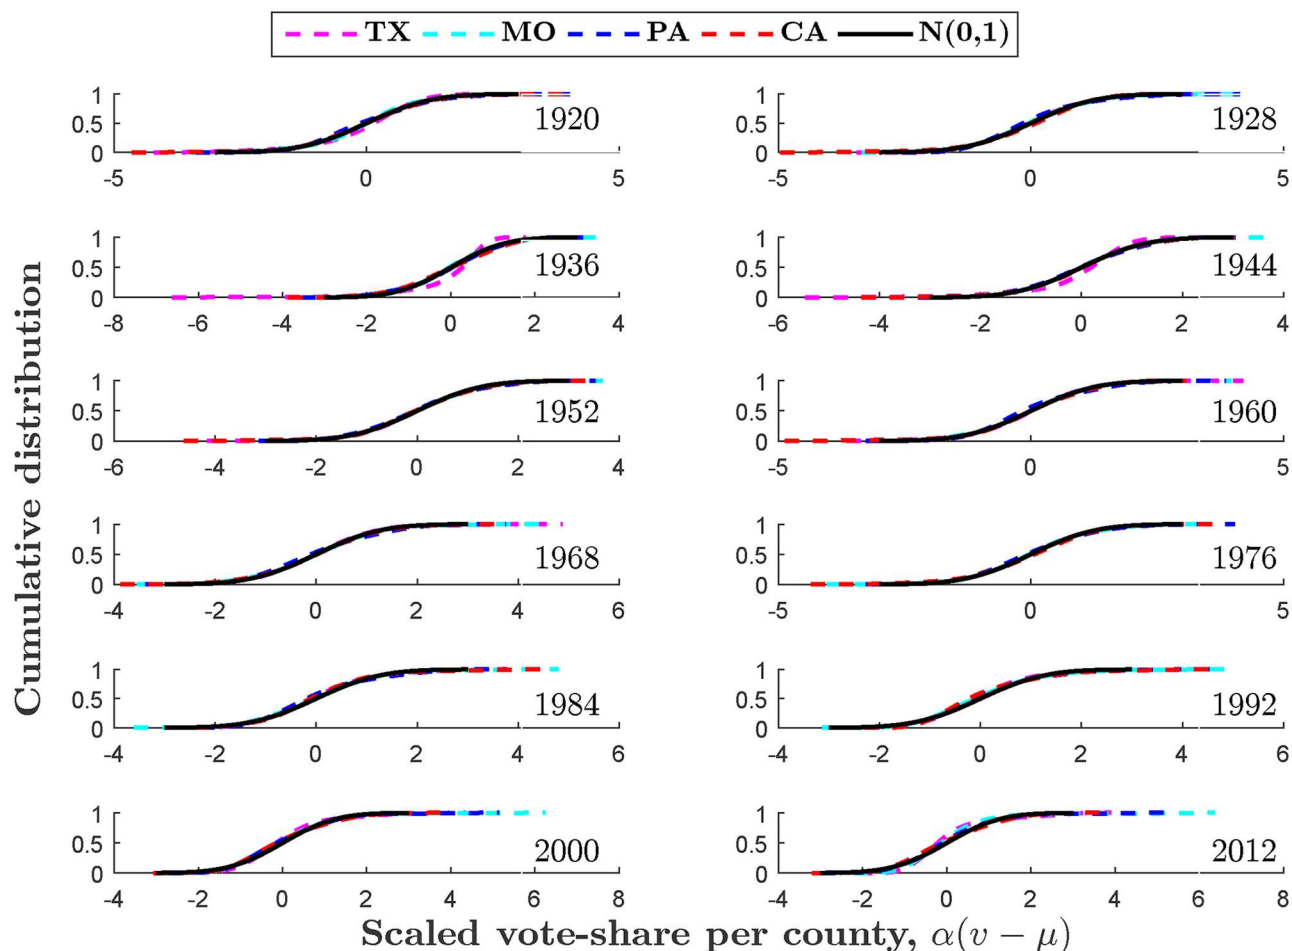 TX MO PA CA N(0,1)
1 0.5 0 1920 -5 0 5
1 0.5 0 1928 -5 0 5
1 0.5 0 1936 -8 -6 -4 -2 0 2 4
1 0.5 0 1944 -6 -4 -2 0 2 4
1 0.5 0 1952 -6 -4 -2 0 2 4
1 0.5 0 1960 -5 0 5
1 0.5 0 1968 -4 -2 0 2 4 6
1 0.5 0 1976 -5 0 5
1 0.5 0 1984 -4 -2 0 2 4 6
1 0.5 0 1992 -4 -2 0 2 4 6
1 0.5 0 2000 -4 -2 0 2 4 6 8
1 0.5 0 2012 -4 -2 0 2 4 6 8
Cumulative distribution
Scaled vote-share per county, α(v − μ)